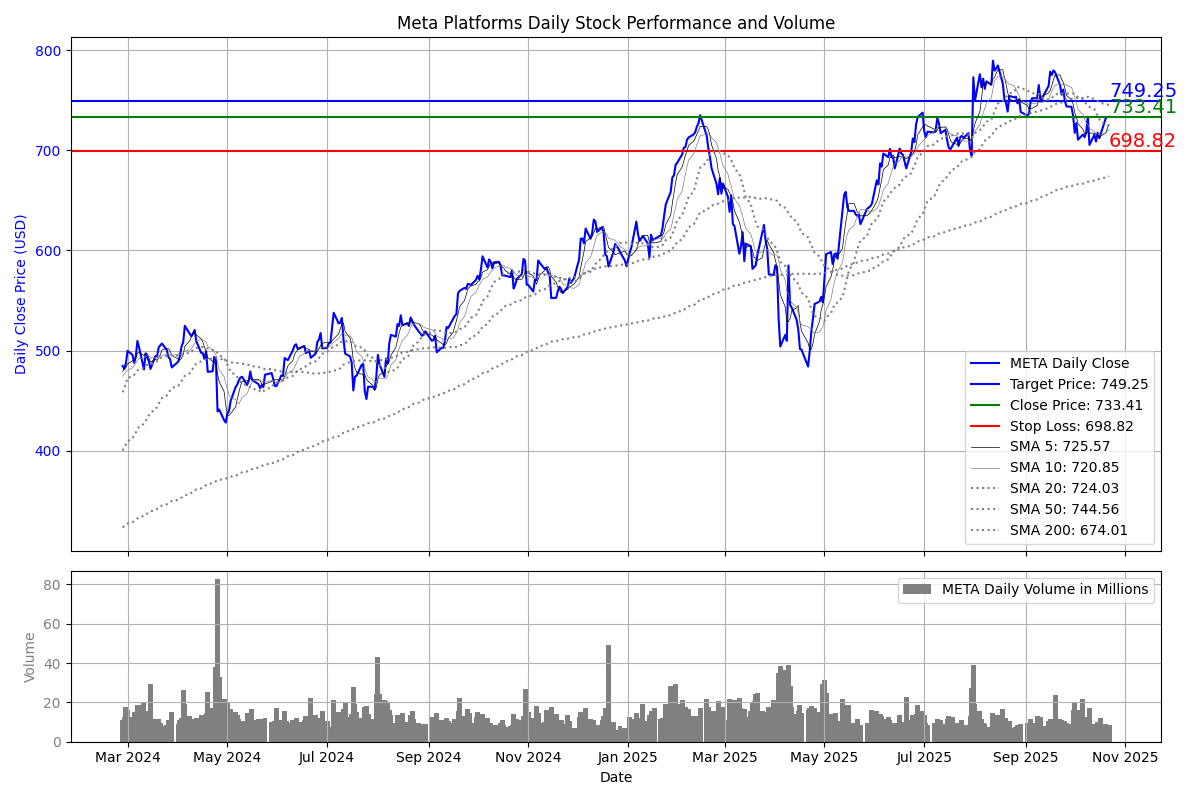 Meta Platforms Daily Stock Performance and Volume
Daily Close Price (USD)
800
700
600
500
400
749.25
733.41
698.82
META Daily Close
Target Price: 749.25
Close Price: 733.41
Stop Loss: 698.82
SMA 5: 725.57
SMA 10: 720.85
SMA 20: 724.03
SMA 50: 744.56
SMA 200: 674.01
Volume
80
60
40
20
0
META Daily Volume in Millions
Mar 2024
May 2024
Jul 2024
Sep 2024
Nov 2024
Jan 2025
Mar 2025
May 2025
Jul 2025
Sep 2025
Nov 2025
Date